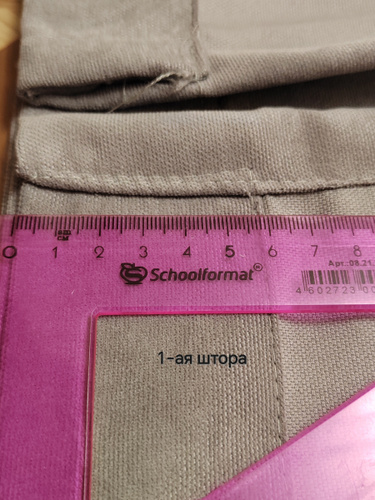 0 1 2 3 4 5 6 7 8
Schoolformat®
Арт.:08.21.
4 602723 00
1-ая штора